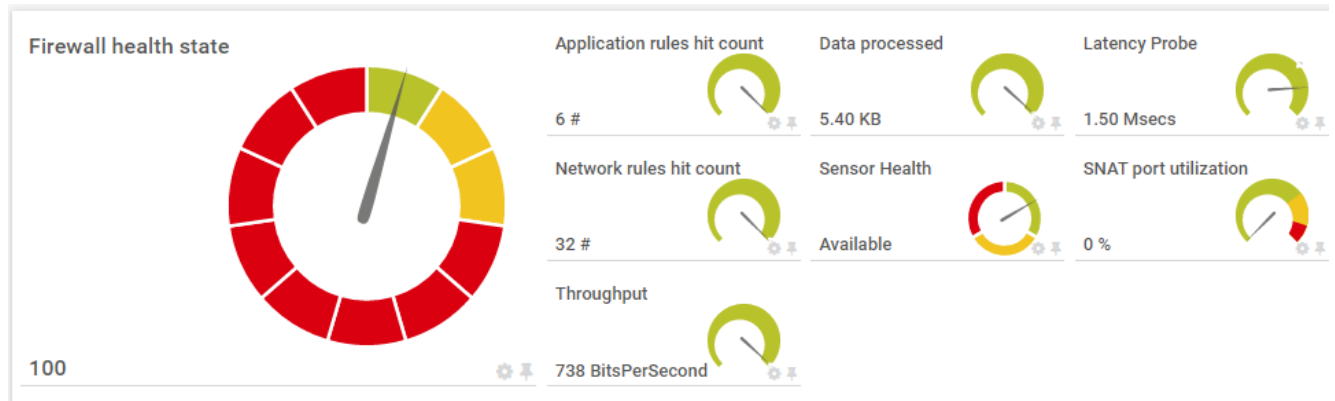 Firewall health state
100
Application rules hit count
6 #
Data processed
5.40 KB
Latency Probe
1.50 Msecs
Network rules hit count
32 #
Sensor Health
Available
SNAT port utilization
0 %
Throughput
738 BitsPerSecond